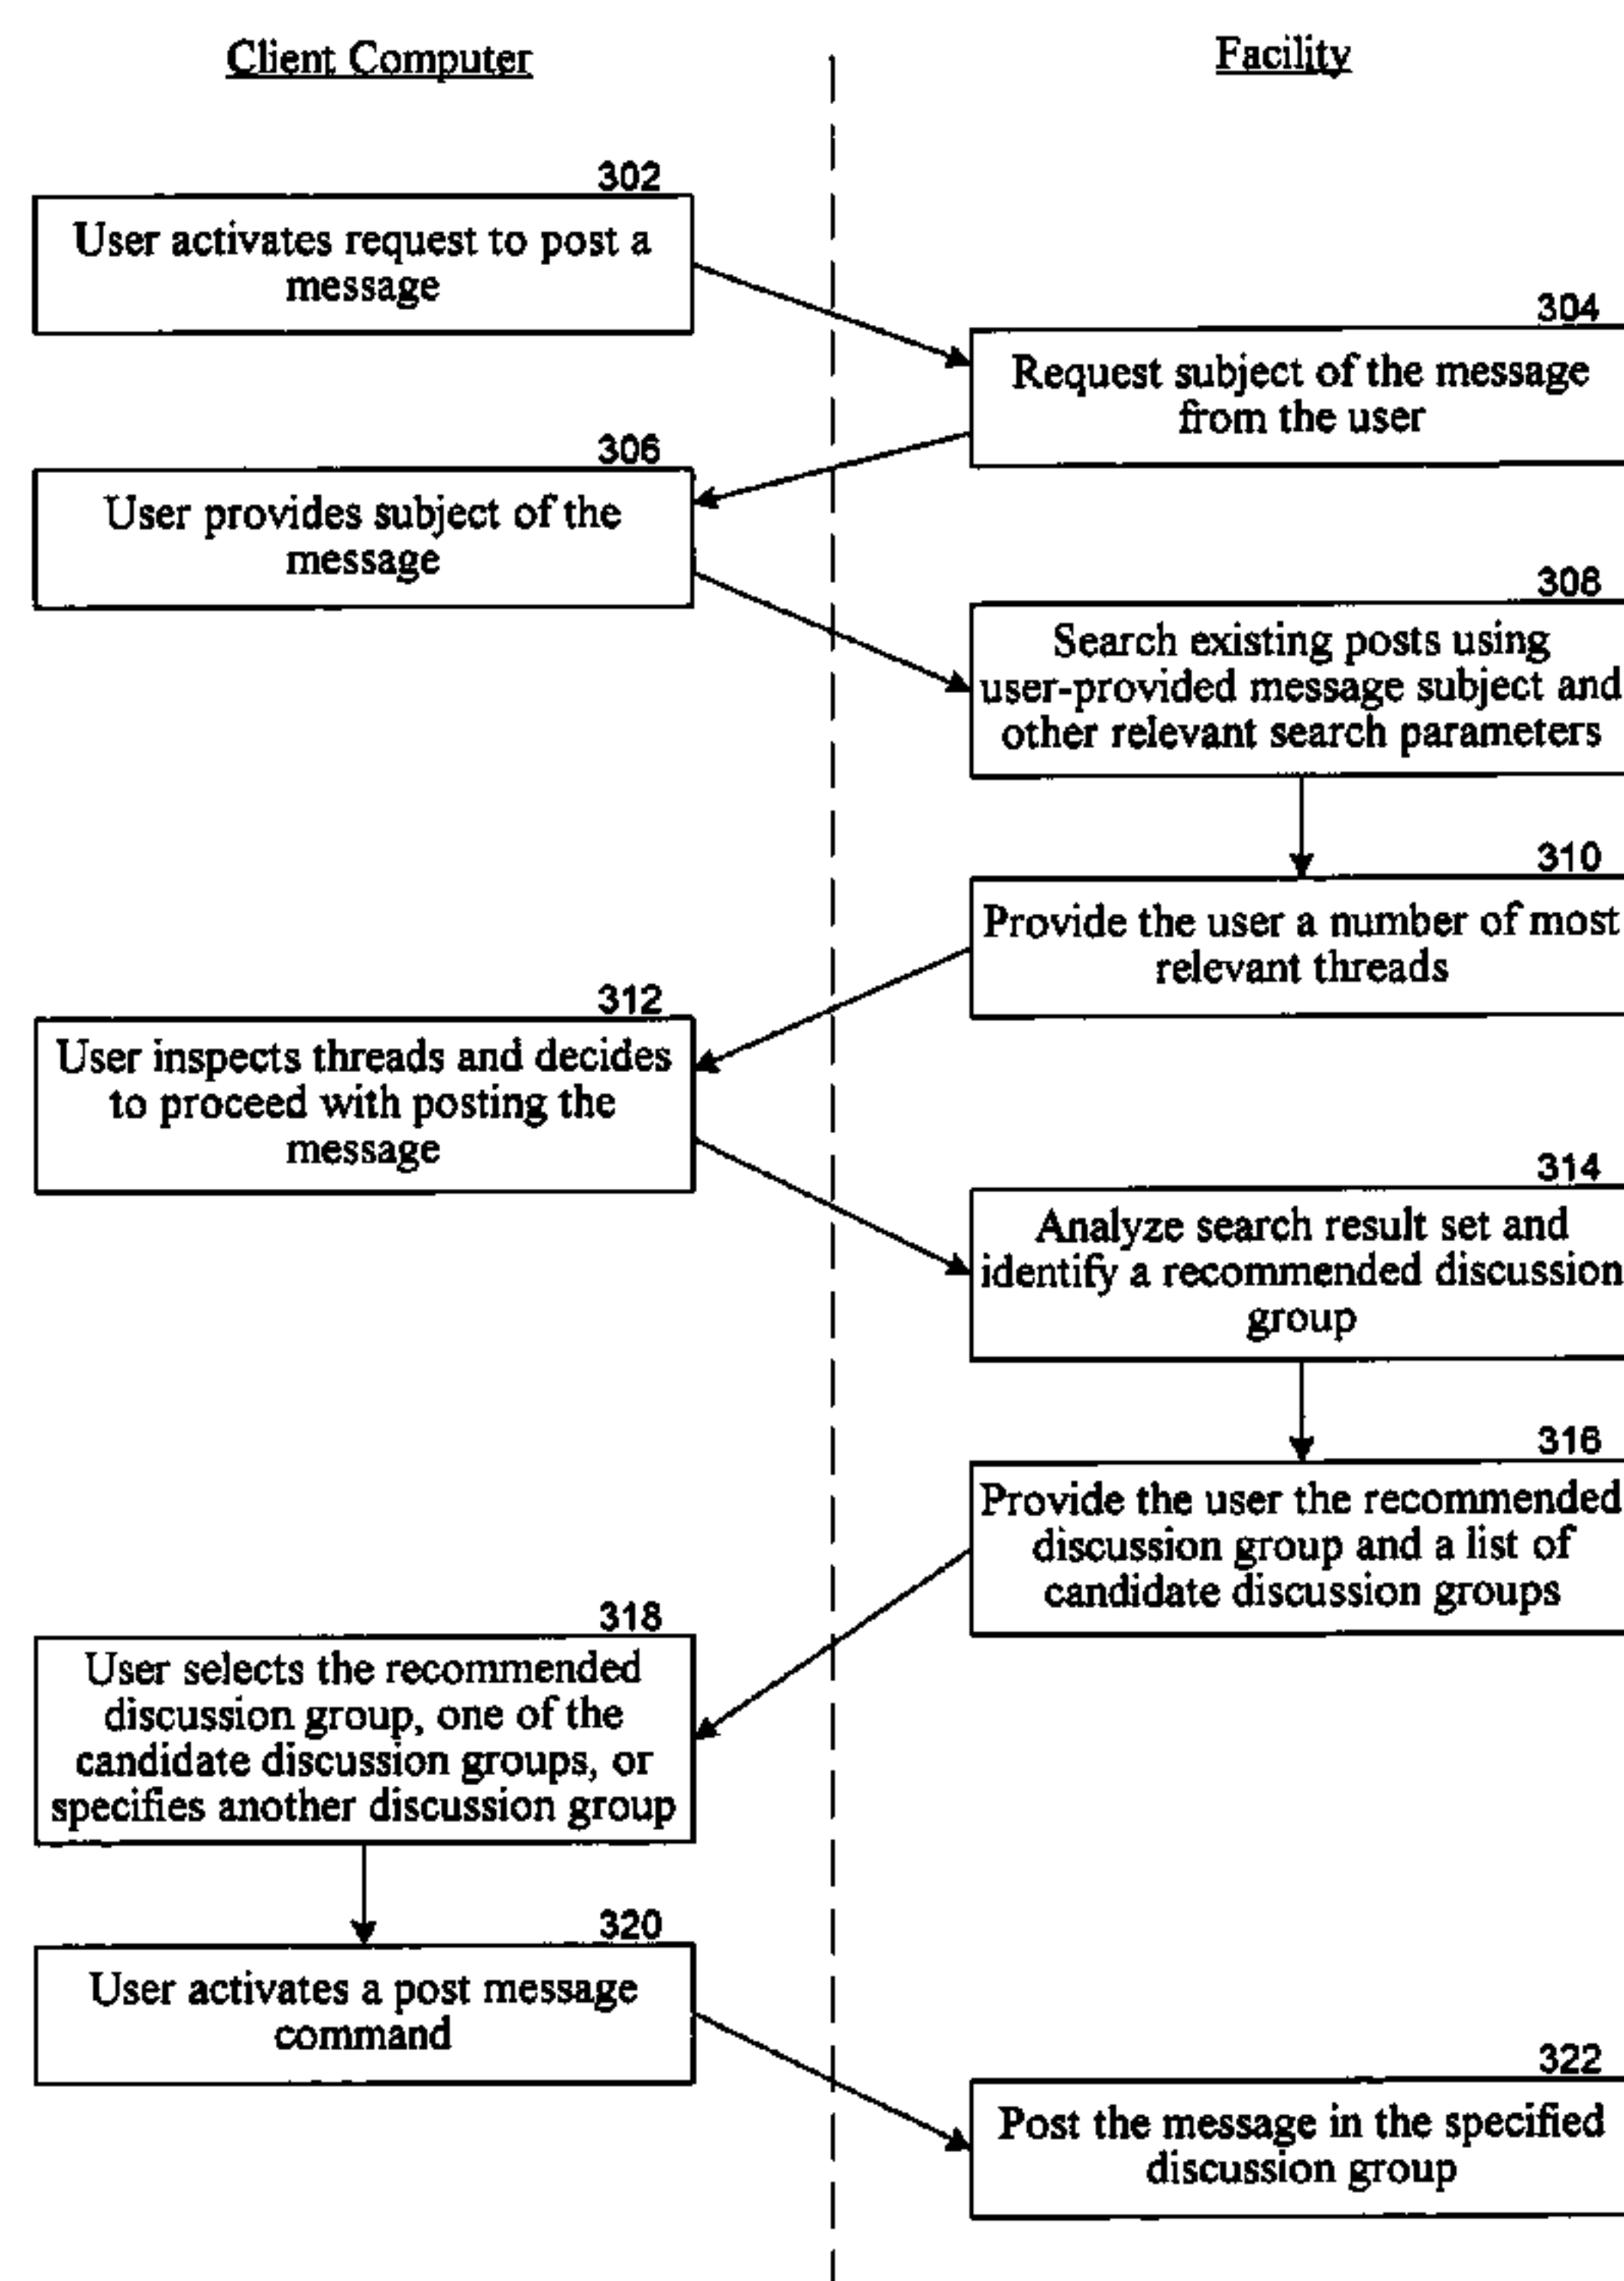 Client Computer
Facility
302
User activates request to post a
message
304
Request subject of the message
from the user
306
User provides subject of the
message
308
Search existing posts using
user-provided message subject and
other relevant search parameters
310
Provide the user a number of most
relevant threads
312
User inspects threads and decides
to proceed with posting the
message
314
Analyze search result set and
identify a recommended discussion
group
316
Provide the user the recommended
discussion group and a list of
candidate discussion groups
318
User selects the recommended
discussion group, one of the
candidate discussion groups, or
specifies another discussion group
320
User activates a post message
command
322
Post the message in the specified
discussion group